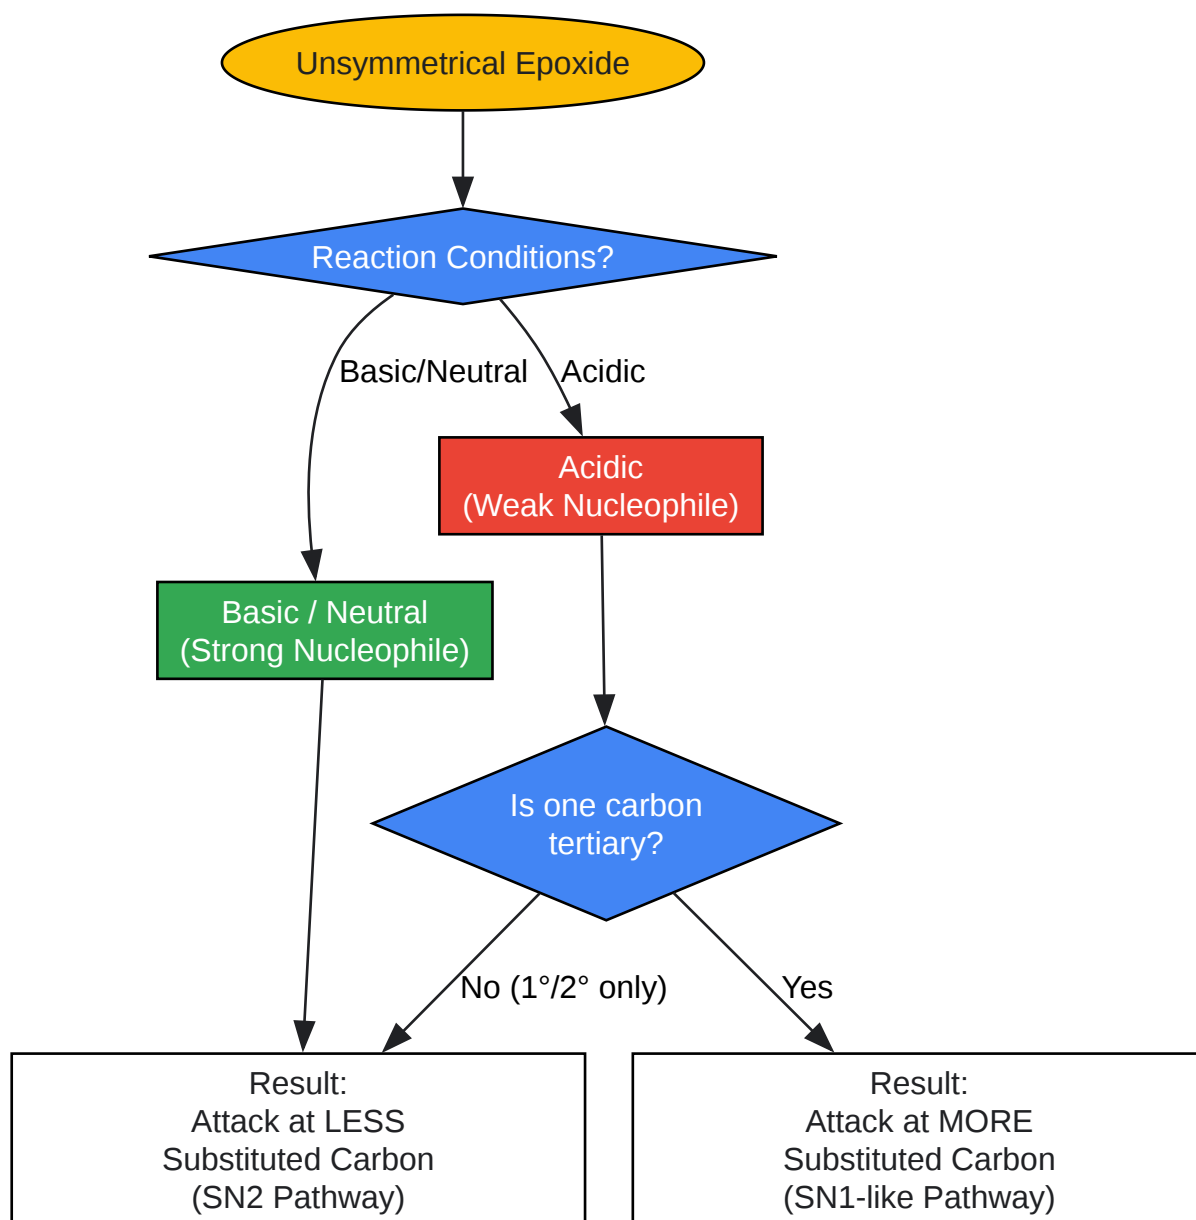 Unsymmetrical Epoxide
Reaction Conditions?
Basic/Neutral
Acidic
Acidic
(Weak Nucleophile)
Basic / Neutral
(Strong Nucleophile)
Is one carbon
tertiary?
No (1°/2° only)
Yes
Result:
Attack at LESS
Substituted Carbon
(SN2 Pathway)
Result:
Attack at MORE
Substituted Carbon
(SN1-like Pathway)